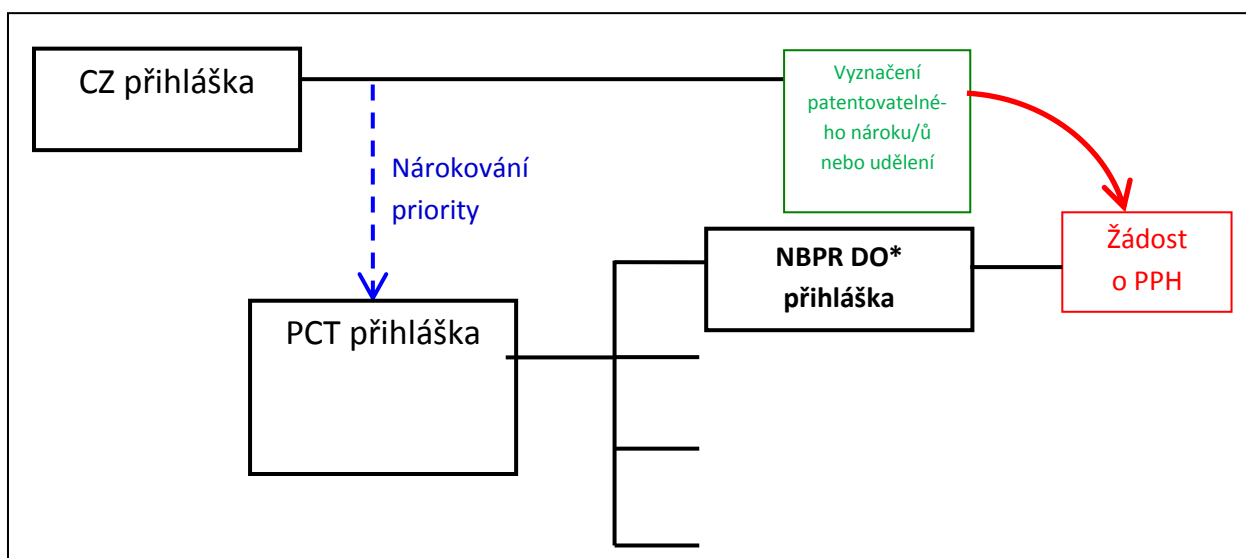 CZ přihláška
Vyznačení
patentovatelné-
ho nároku/ů
nebo udělení
Nárokování
priority
NBPR DO*
přihláška
Žádost
o PPH
PCT přihláška